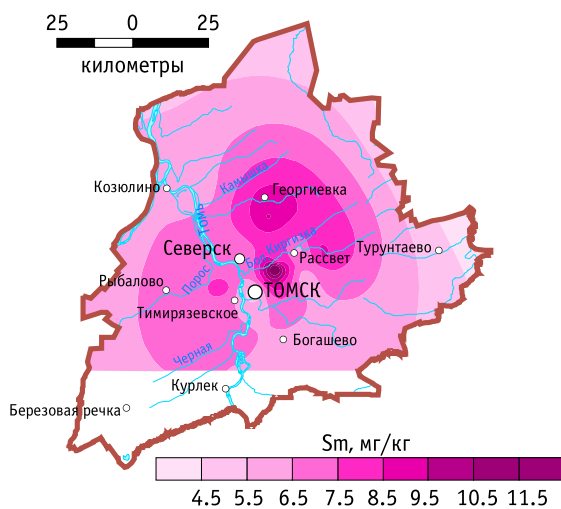 25 0 25
километры
Козюлино
Камышка
Георгиевка
Томь
Северск
Бол. Киргизка
Рассвет
Турунтаево
Рыбалово
Порос
ТОМСК
Тимирязевское
Богашево
Черная
Курлек
Березовая речка
Sm, мг/кг
4.5 5.5 6.5 7.5 8.5 9.5 10.5 11.5